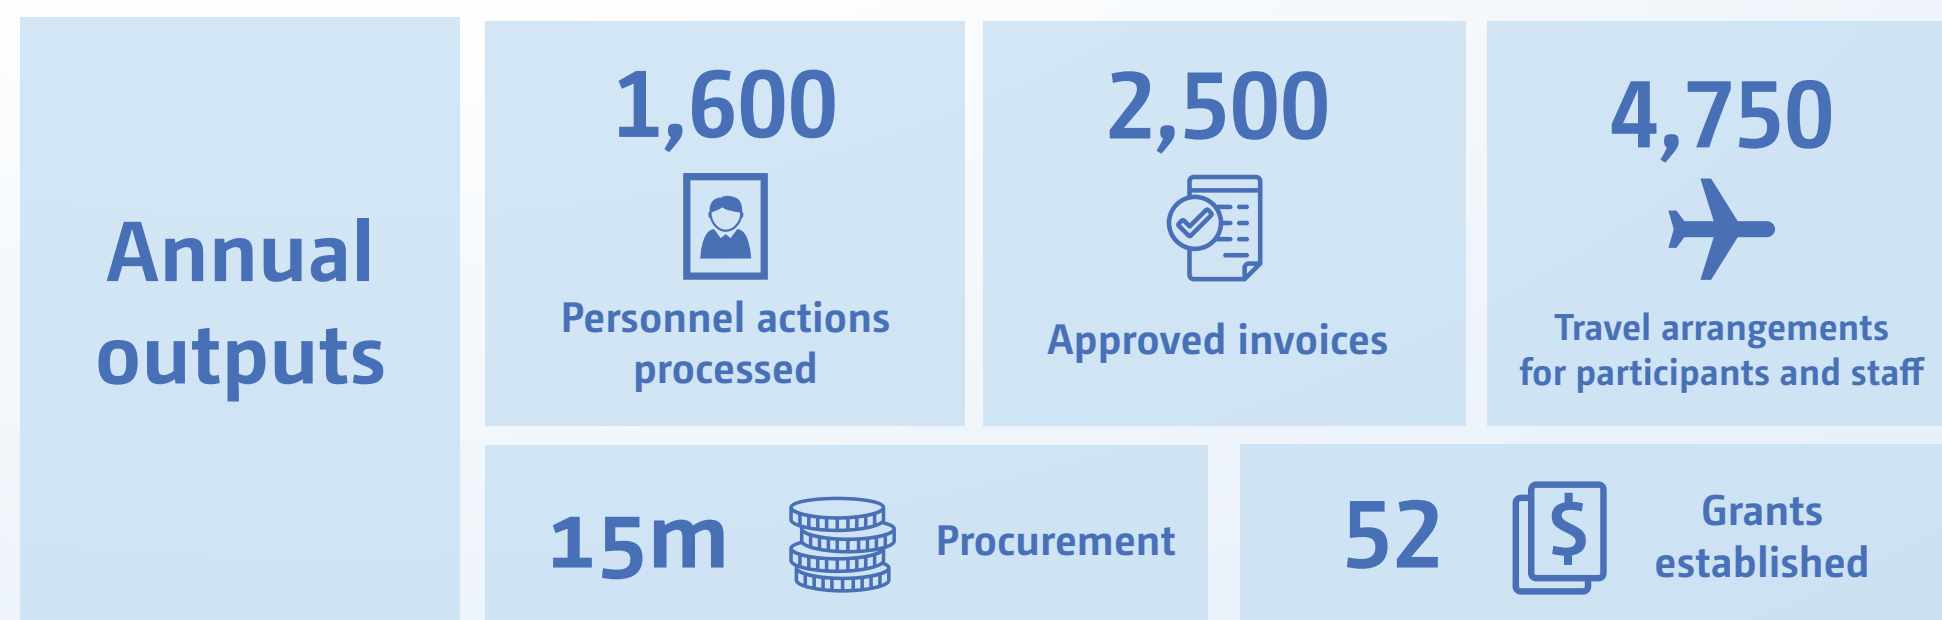 Annual
outputs
1,600
Personnel actions
processed
2,500
Approved invoices
4,750
Travel arrangements
for participants and staff
15m
Procurement
52
$
Grants
established